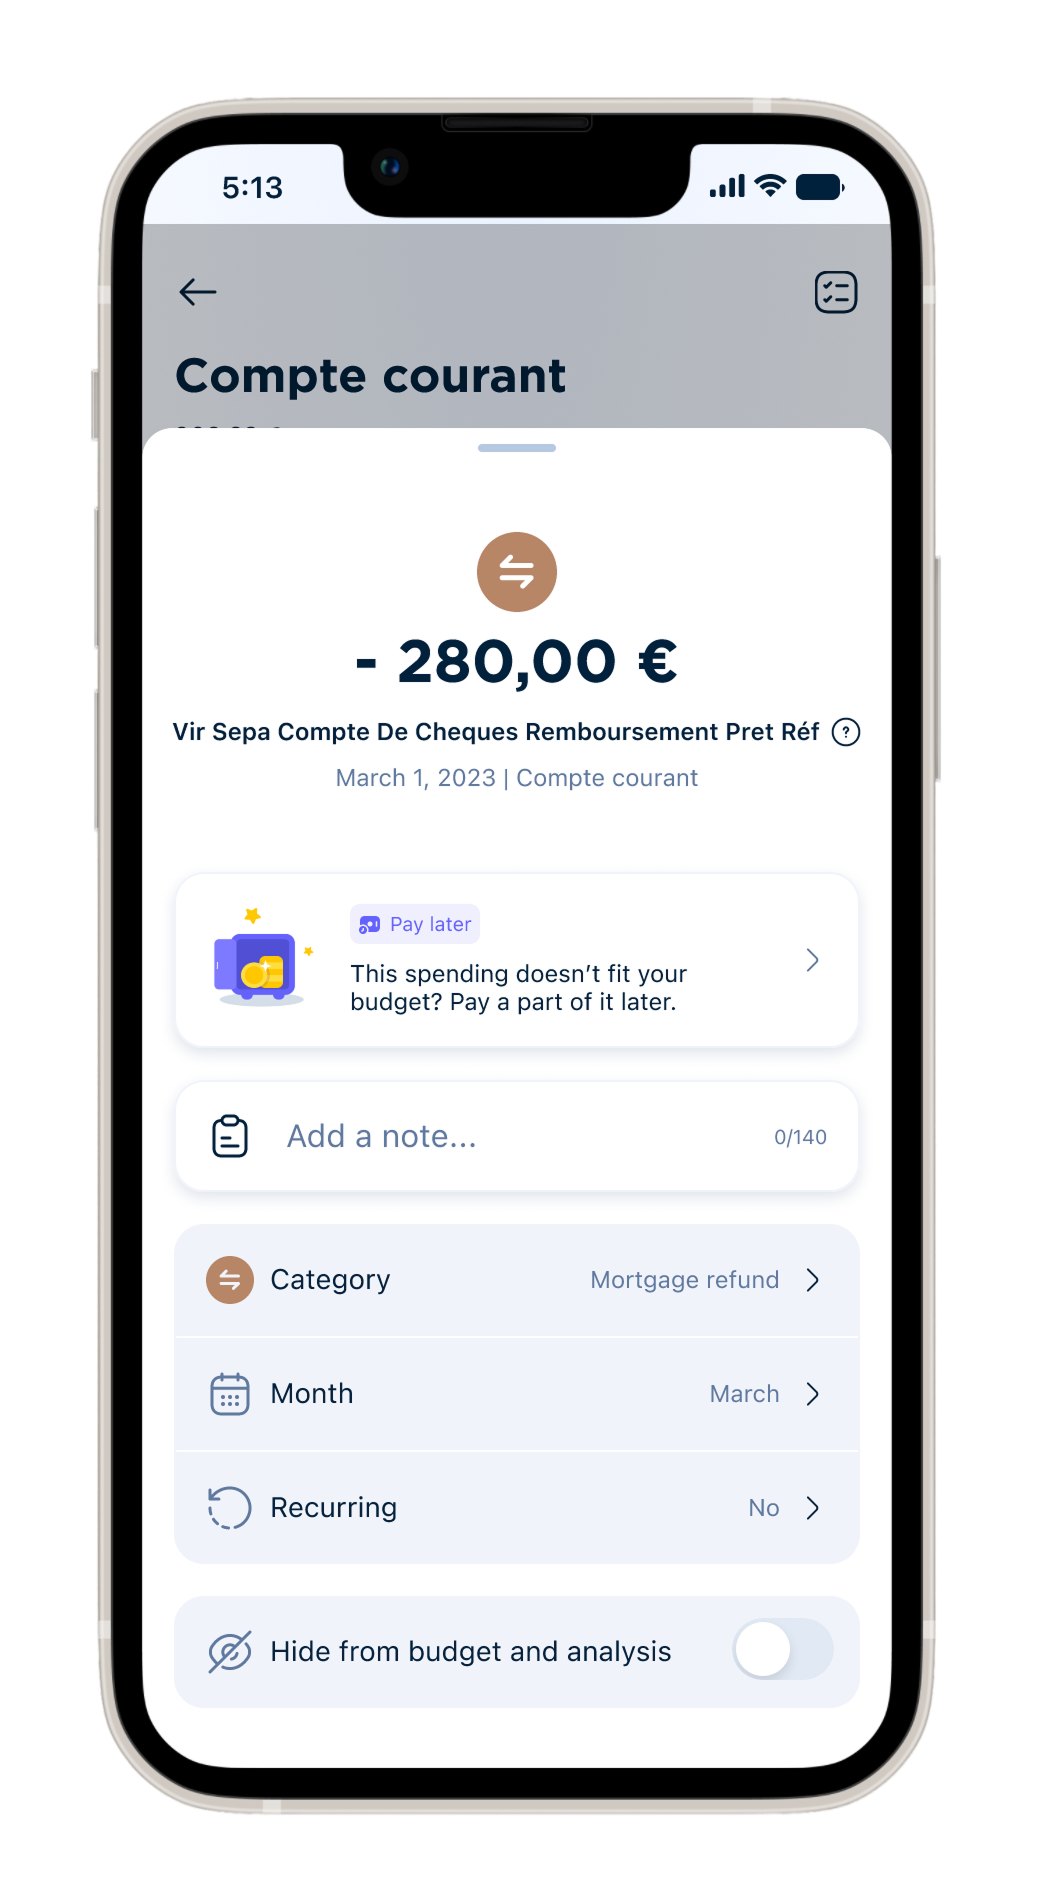 5:13
Compte courant
- 280,00 €
Vir Sepa Compte De Cheques Remboursement Pret Réf ?
March 1, 2023 | Compte courant
Pay later
This spending doesn’t fit your
budget? Pay a part of it later.
Add a note... 0/140
Category Mortgage refund
Month March
Recurring No
Hide from budget and analysis